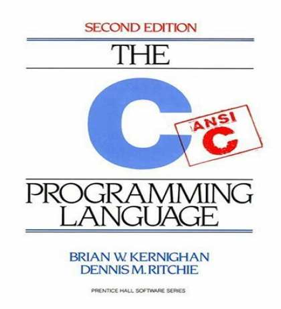 SECOND EDITION
THE
C
ANSI
C
PROGRAMMING
LANGUAGE
BRIAN W. KERNIGHAN
DENNIS M. RITCHIE
PRENTICE HALL SOFTWARE SERIES